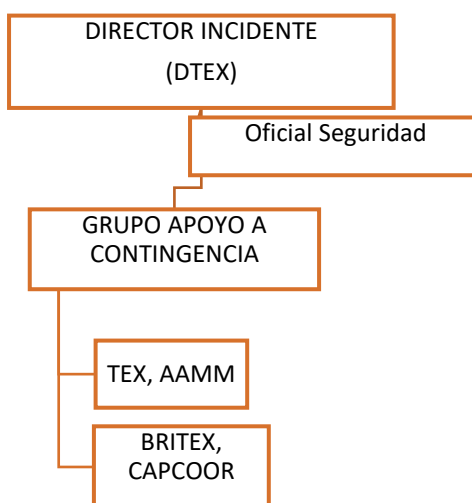 DIRECTOR INCIDENTE
(DTEX)
Oficial Seguridad
GRUPO APOYO A
CONTINGENCIA
TEX, AAMM
BRITEX,
CAPCOOR